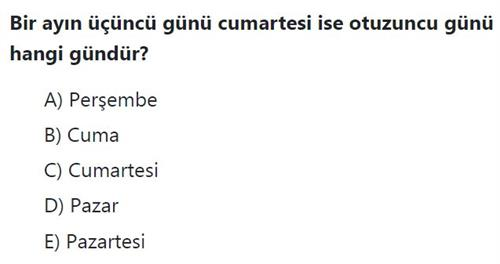 Bir ayın üçüncü günü cumartesi ise otuzuncu günü
hangi gündür?
A) Perşembe
B) Cuma
C) Cumartesi
D) Pazar
E) Pazartesi